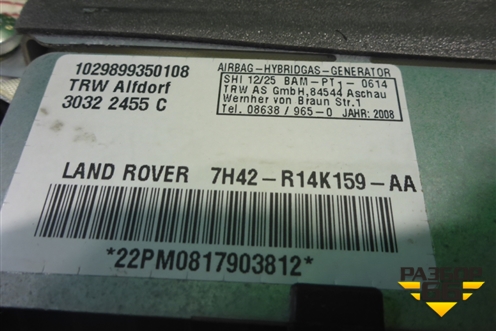 1029899350108
TRW Alfdorf
3032 2455 C
AIRBAG-HYBRIDGAS-GENERATOR
SHI 12/25 BAM-PT1-0614
TRW AS GmbH, 84544 Aschau
Wernher von Braun Str.1
Tel. 08638 / 965-0 JAHR: 2008
LAND ROVER 7H42-R14K159-AA
*22PM0817903812*
РАЗБОР